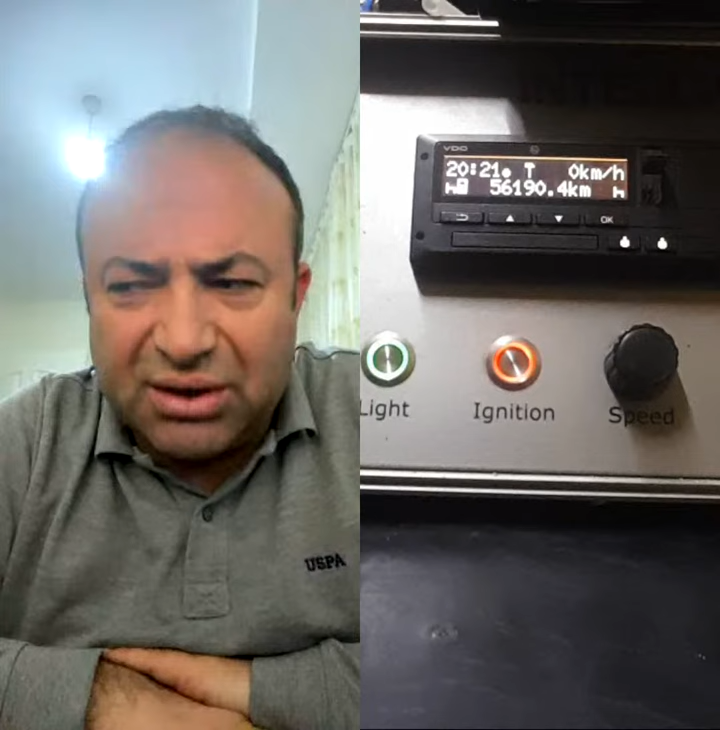 USPA
VDO
20:21 T 0km/h
h 56190.4km h
OK
Light
Ignition
Speed